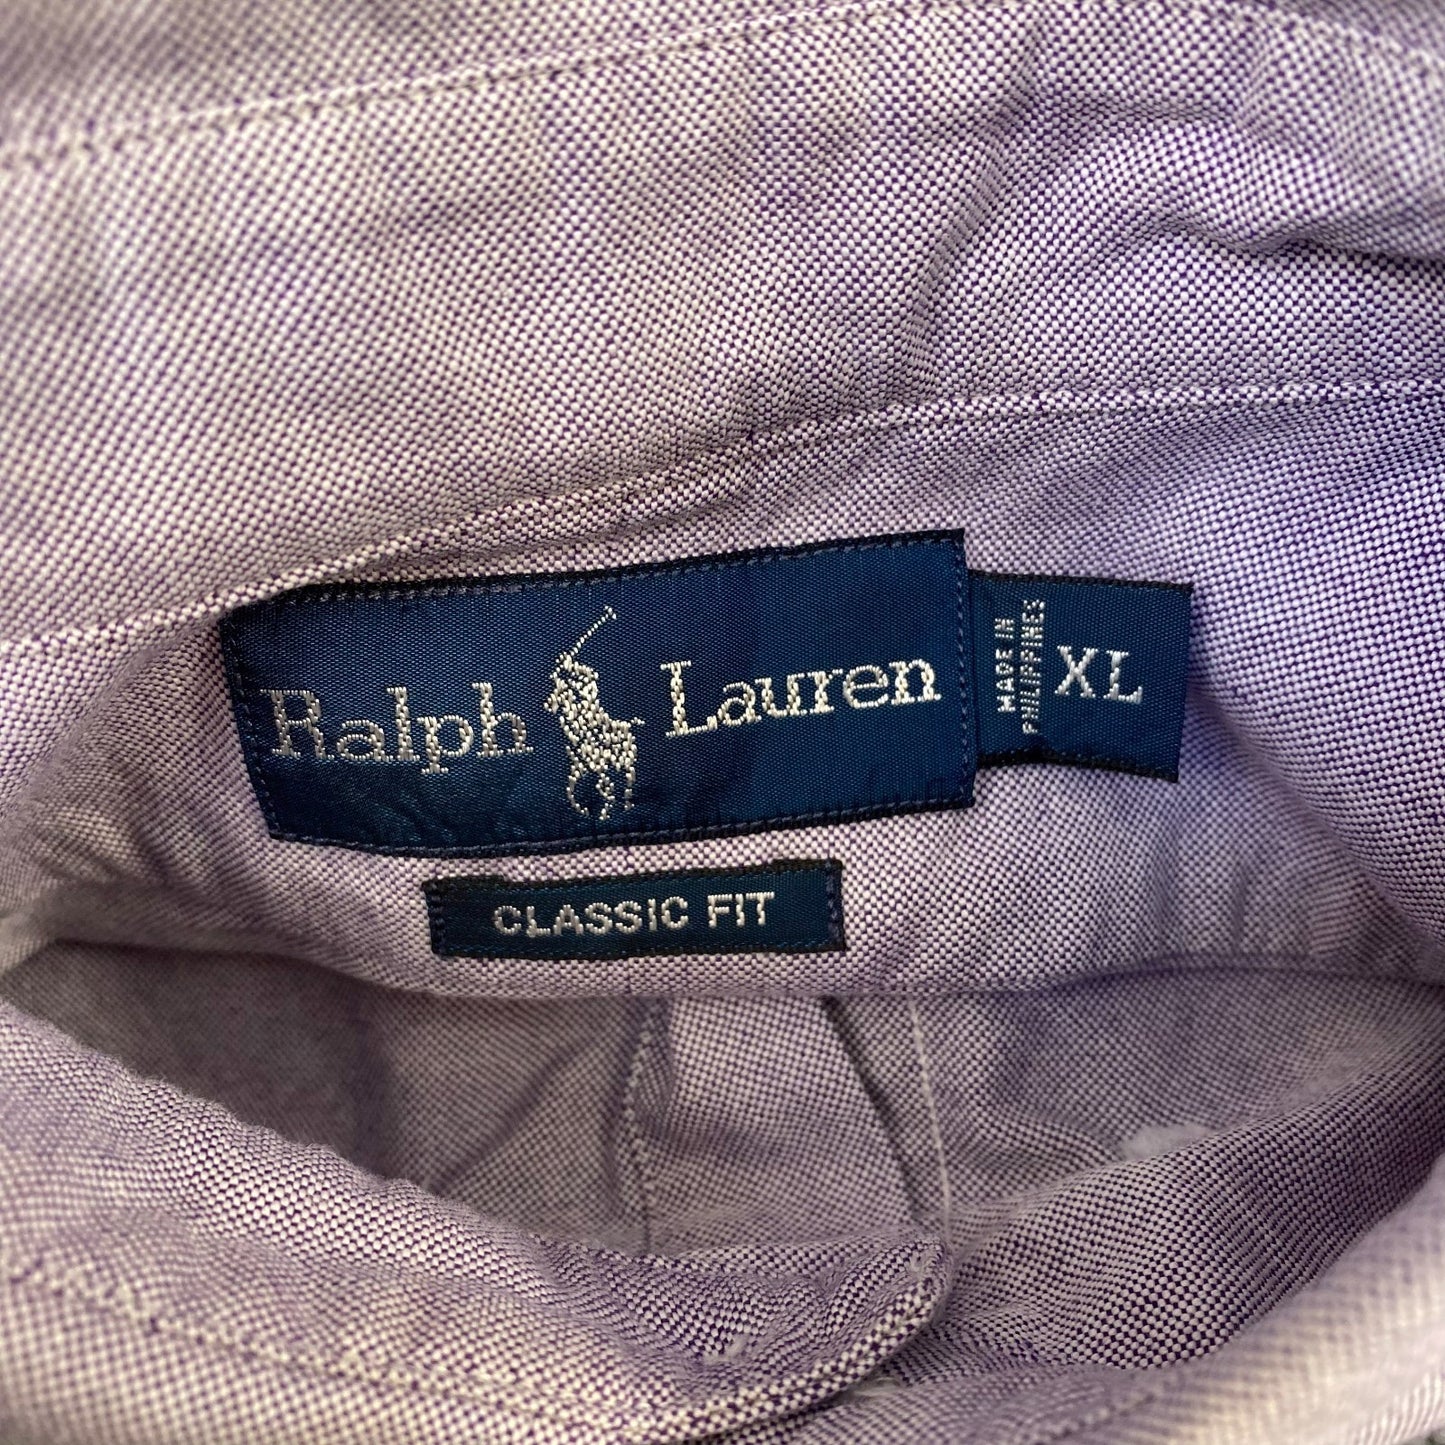 Ralph Lauren
MADE IN
PHILIPPINES
XL
CLASSIC FIT